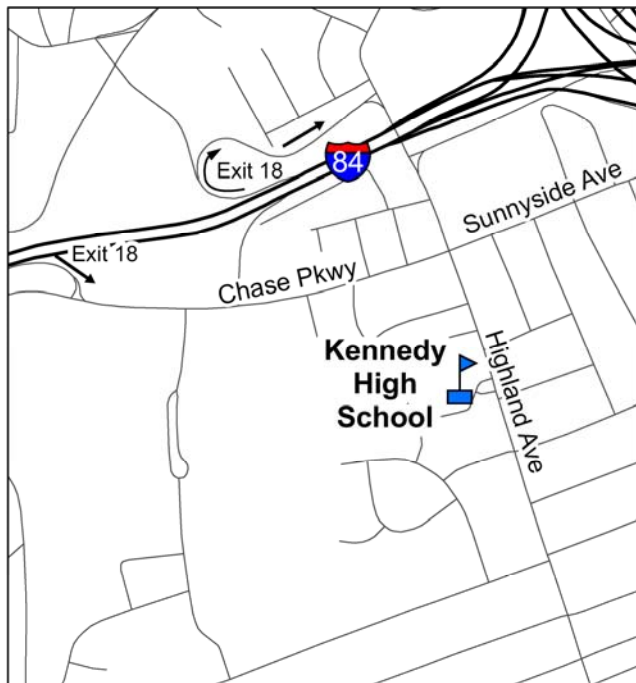 84
Exit 18
Sunnyside Ave
Exit 18
Chase Pkwy
Kennedy
High
School
Highland Ave